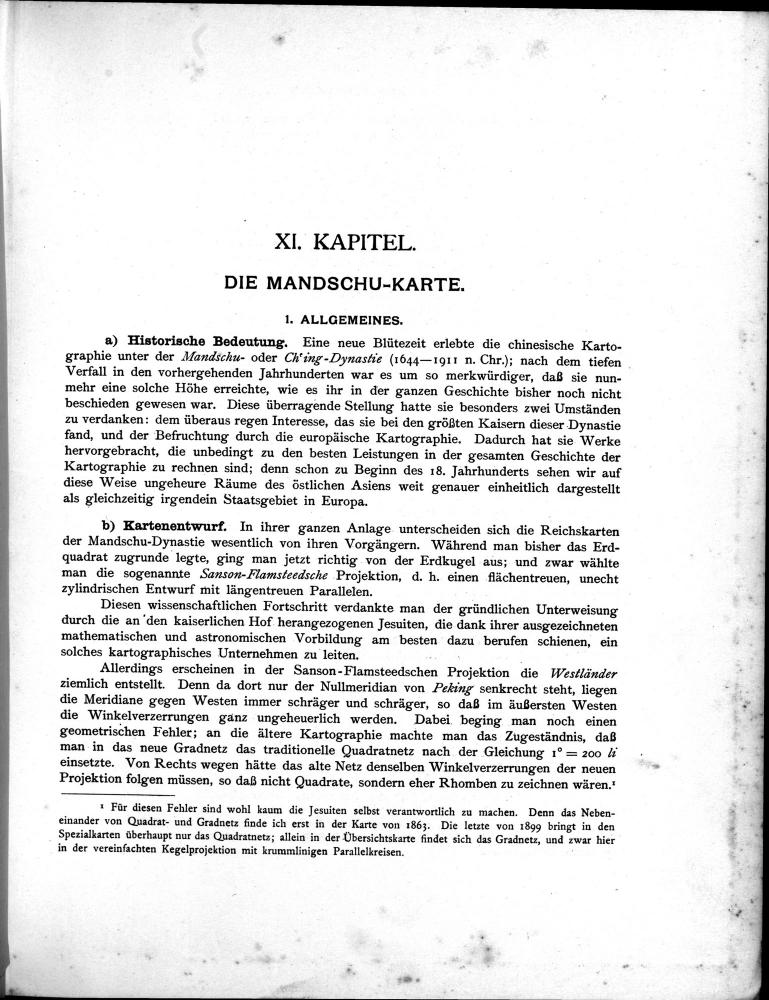 XI. KAPITEL.
DIE MANDSCHU-KARTE.
1. ALLGEMEINES.
a) Historische Bedeutung. Eine neue Blütezeit erlebte die chinesische Karto-
graphie unter der Mandschu- oder Ch'ing-Dynastie (1644—1911 n. Chr.); nach dem tiefen
Verfall in den vorhergehenden Jahrhunderten war es um so merkwürdiger, daß sie nun-
mehr eine solche Höhe erreichte, wie es ihr in der ganzen Geschichte bisher noch nicht
beschieden gewesen war. Diese überragende Stellung hatte sie besonders zwei Umständen
zu verdanken: dem überaus regen Interesse, das sie bei den größten Kaisern dieser Dynastie
fand, und der Befruchtung durch die europäische Kartographie. Dadurch hat sie Werke
hervorgebracht, die unbedingt zu den besten Leistungen in der gesamten Geschichte der
Kartographie zu rechnen sind; denn schon zu Beginn des 18. Jahrhunderts sehen wir auf
diese Weise ungeheure Räume des östlichen Asiens weit genauer einheitlich dargestellt
als gleichzeitig irgendein Staatsgebiet in Europa.
b) Kartenentwurf. In ihrer ganzen Anlage unterscheiden sich die Reichskarten
der Mandschu-Dynastie wesentlich von ihren Vorgängern. Während man bisher das Erd-
quadrat zugrunde legte, ging man jetzt richtig von der Erdkugel aus; und zwar wählte
man die sogenannte Sanson-Flamsteedsche Projektion, d. h. einen flächentreuen, unecht
zylindrischen Entwurf mit längentreuen Parallelen.
Diesen wissenschaftlichen Fortschritt verdankte man der gründlichen Unterweisung
durch die an den kaiserlichen Hof herangezogenen Jesuiten, die dank ihrer ausgezeichneten
mathematischen und astronomischen Vorbildung am besten dazu berufen schienen, ein
solches kartographisches Unternehmen zu leiten.
Allerdings erscheinen in der Sanson-Flamsteedschen Projektion die Westländer
ziemlich entstellt. Denn da dort nur der Nullmeridian von Peking senkrecht steht, liegen
die Meridiane gegen Westen immer schräger und schräger, so daß im äußersten Westen
die Winkelverzerrungen ganz ungeheuerlich werden. Dabei beging man noch einen
geometrischen Fehler; an die ältere Kartographie machte man das Zugeständnis, daß
man in das neue Gradnetz das traditionelle Quadratnetz nach der Gleichung 1° = 200 li
einsetzte. Von Rechts wegen hätte das alte Netz denselben Winkelverzerrungen der neuen
Projektion folgen müssen, so daß nicht Quadrate, sondern eher Rhomben zu zeichnen wären.¹
¹ Für diesen Fehler sind wohl kaum die Jesuiten selbst verantwortlich zu machen. Denn das Neben-
einander von Quadrat- und Gradnetz finde ich erst in der Karte von 1863. Die letzte von 1899 bringt in den
Spezialkarten überhaupt nur das Quadratnetz; allein in der Übersichtskarte findet sich das Gradnetz, und zwar hier
in der vereinfachten Kegelprojektion mit krummlinigen Parallelkreisen.